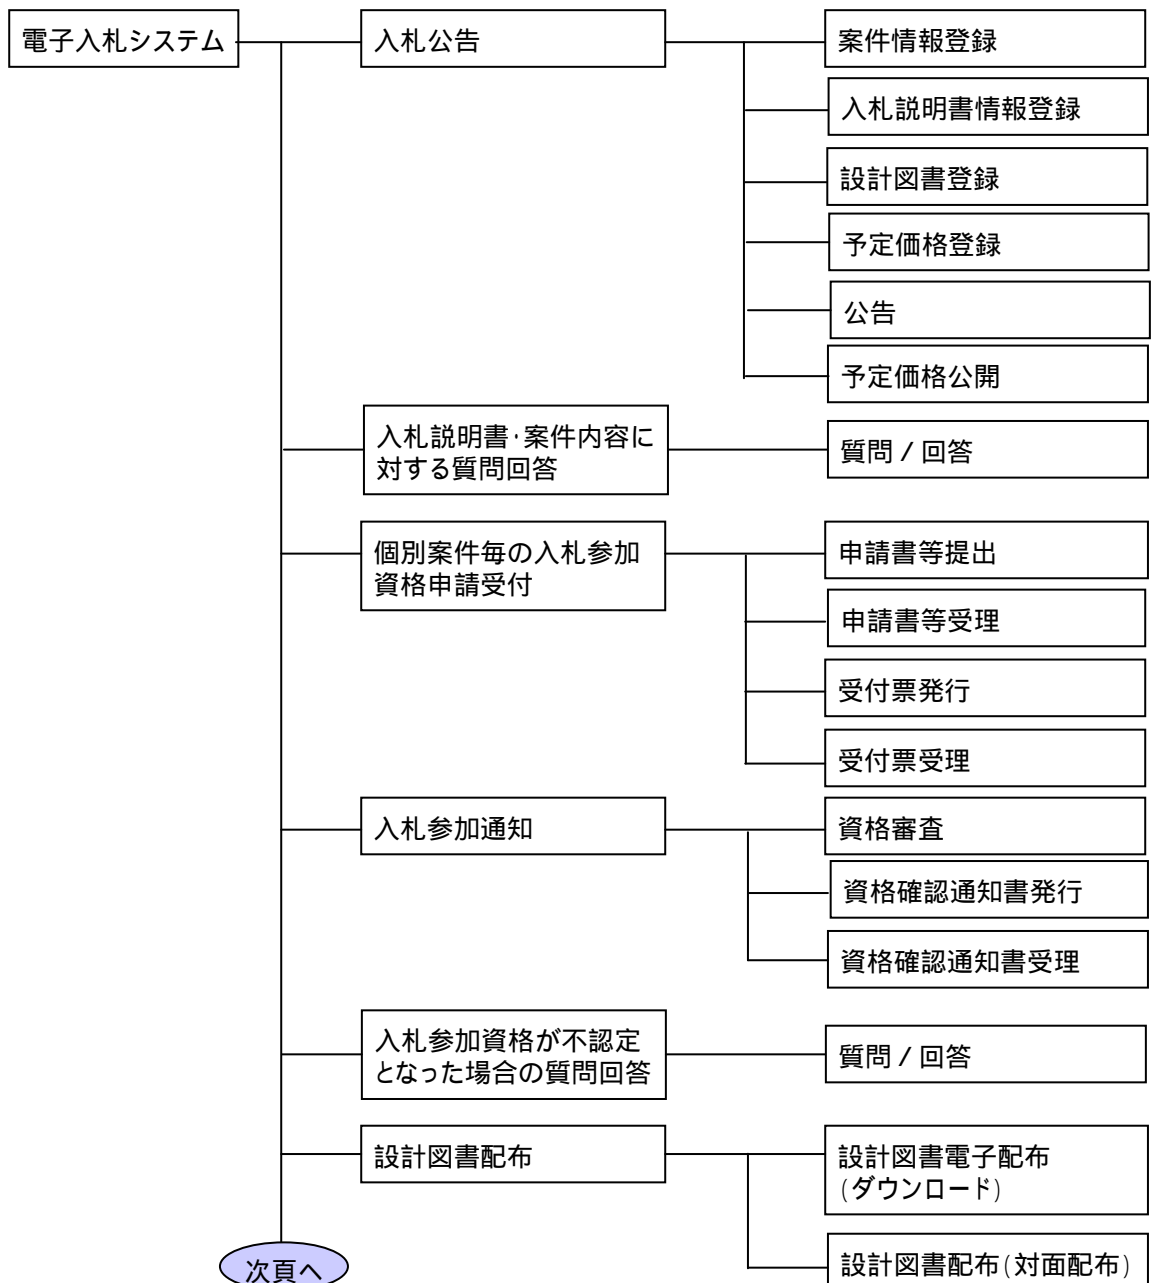 電子入札システム
入札公告
案件情報登録
入札説明書情報登録
設計図書登録
予定価格登録
公告
予定価格公開
入札説明書・案件内容に
対する質問回答
質問 / 回答
個別案件毎の入札参加
資格申請受付
申請書等提出
申請書等受理
受付票発行
受付票受理
入札参加通知
資格審査
資格確認通知書発行
資格確認通知書受理
入札参加資格が不認定
となった場合の質問回答
質問 / 回答
設計図書配布
設計図書電子配布
(ダウンロード)
設計図書配布(対面配布)
次頁へ